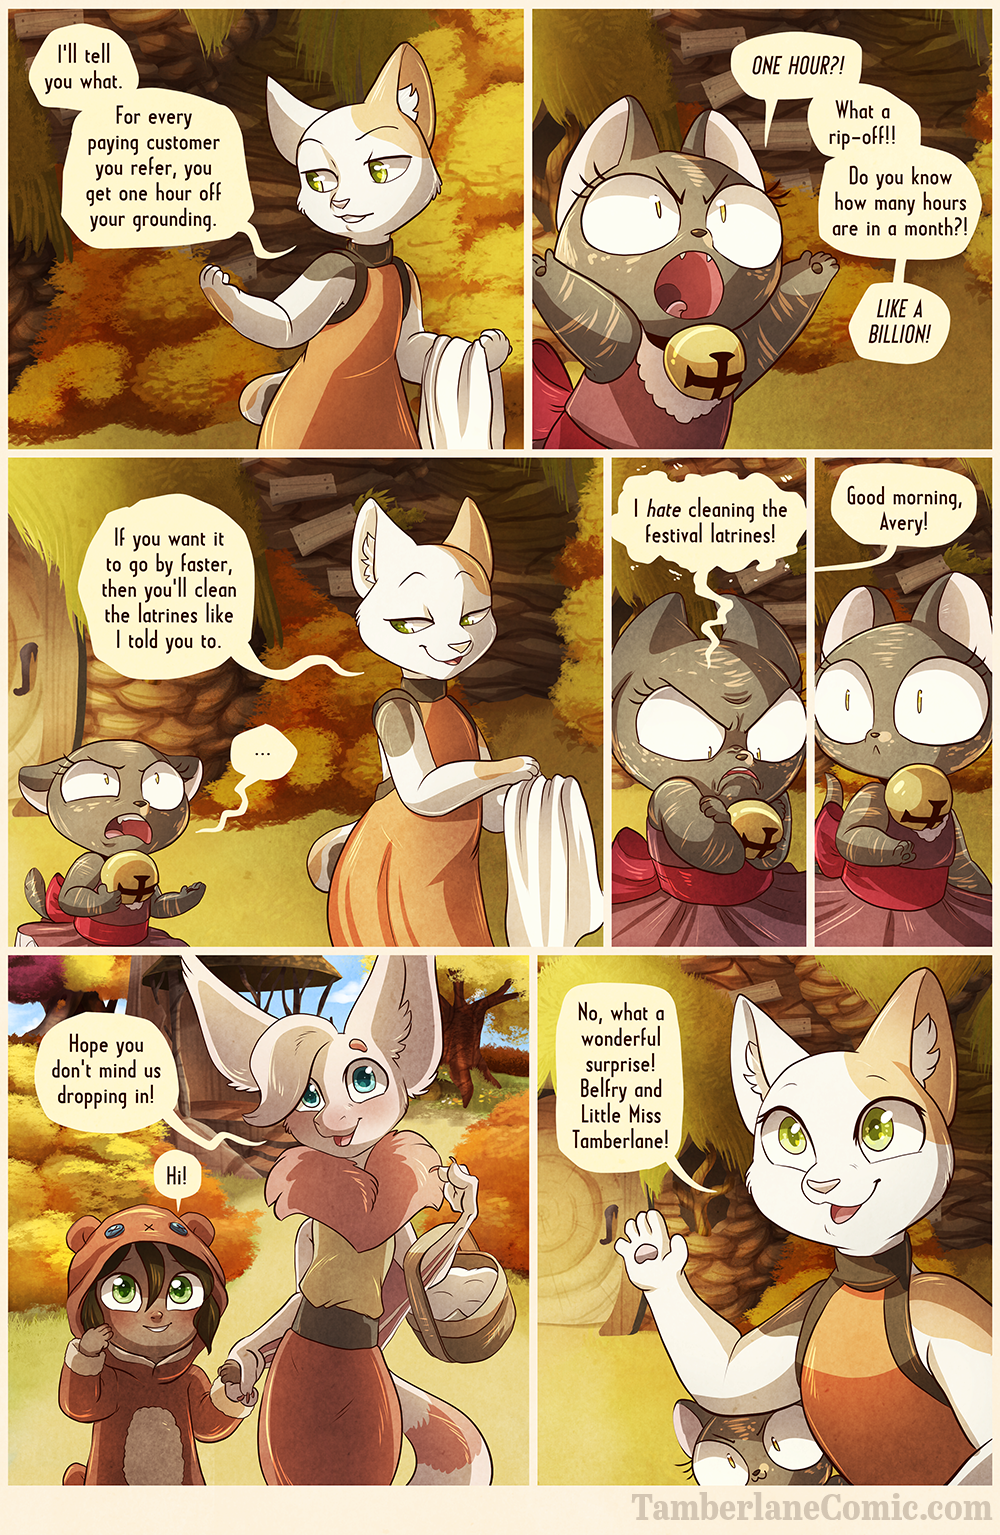 I'll tell
you what.
For every
paying customer
you refer, you
get one hour off
your grounding.
ONE HOUR?!
What a
rip-off!!
Do you know
how many hours
are in a month?!
LIKE A
BILLION!
If you want it
to go by faster,
then you'll clean
the latrines like
I told you to.
...
I hate cleaning the
festival latrines!
Good morning,
Avery!
Hope you
don't mind us
dropping in!
Hi!
No, what a
wonderful
surprise!
Belfry and
Little Miss
Tamberlane!
TamberlaneComic.com